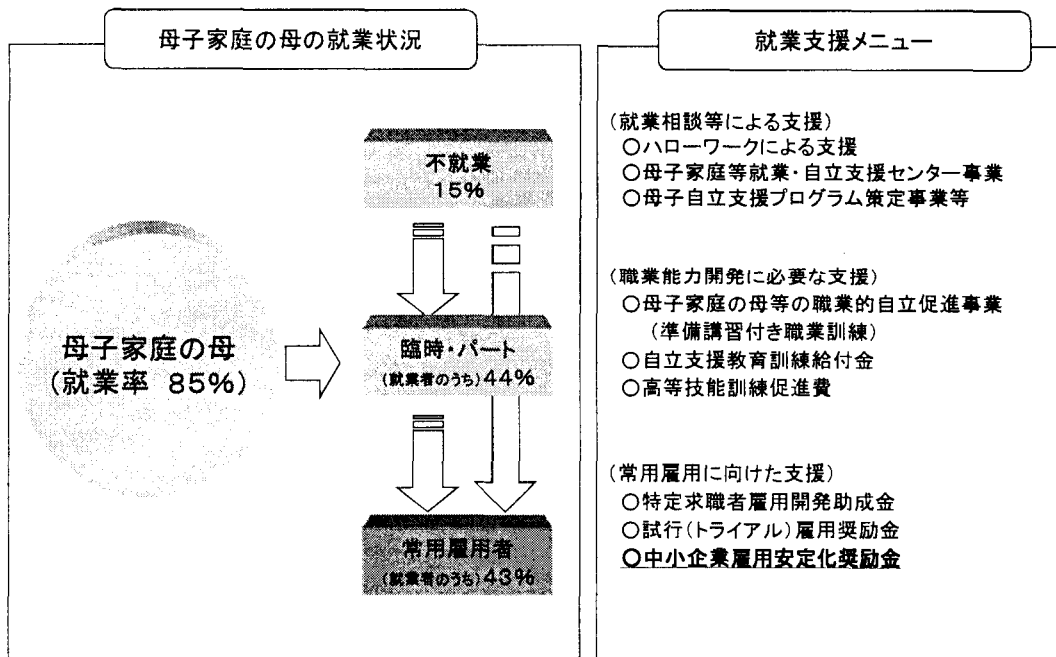 母子家庭の母の就業状況
不就業
15%
母子家庭の母
(就業率 85%)
臨時・パート
(就業者のうち)44%
常用雇用者
(就業者のうち)43%
就業支援メニュー
(就業相談等による支援)
○ハローワークによる支援
○母子家庭等就業・自立支援センター事業
○母子自立支援プログラム策定事業等
(職業能力開発に必要な支援)
○母子家庭の母等の職業的自立促進事業
(準備講習付き職業訓練)
○自立支援教育訓練給付金
○高等技能訓練促進費
(常用雇用に向けた支援)
○特定求職者雇用開発助成金
○試行(トライアル)雇用奨励金
○中小企業雇用安定化奨励金